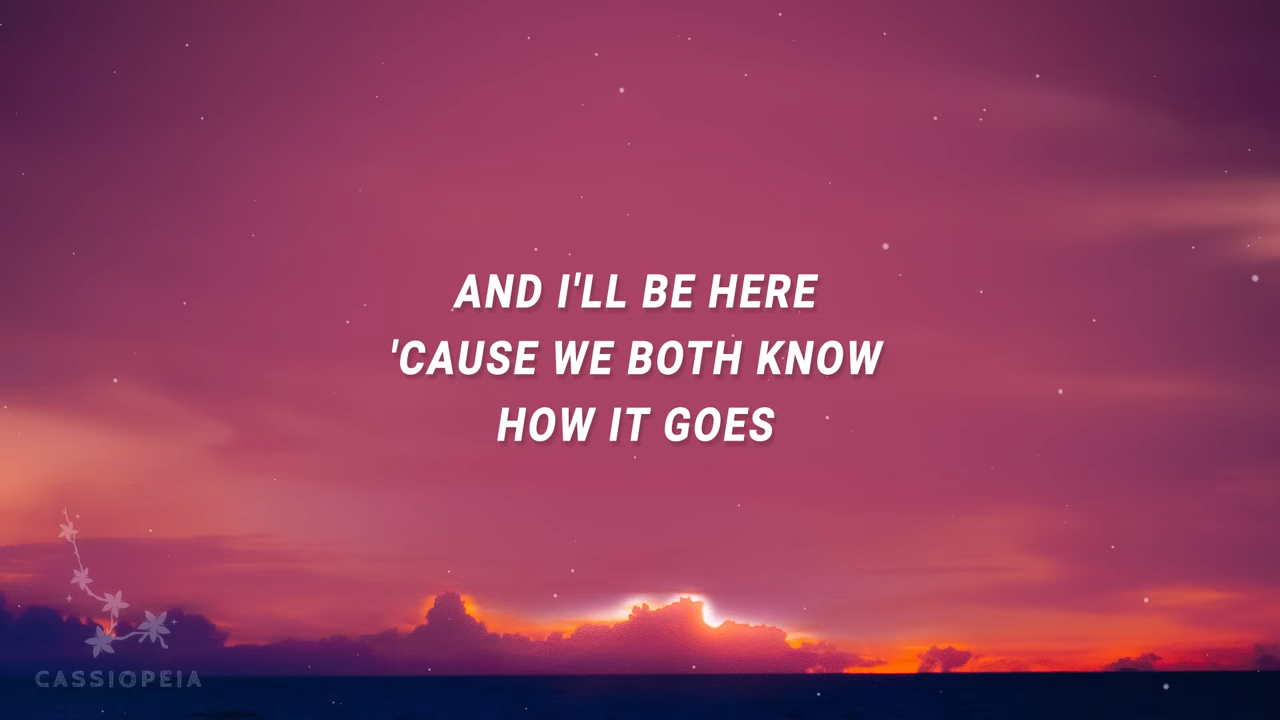 AND I'LL BE HERE
'CAUSE WE BOTH KNOW
HOW IT GOES
CASSIOPEIA